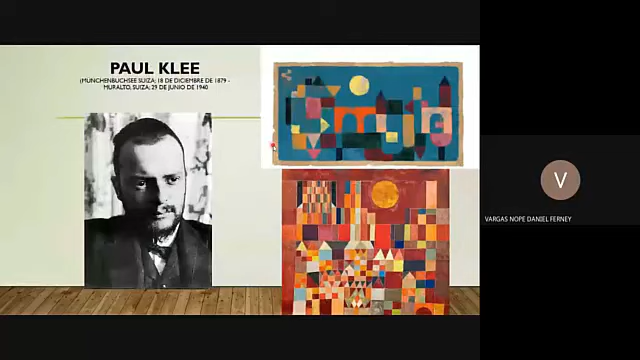 PAUL KLEE
(MÜNCHENBUCHSEE SUIZA; 18 DE DICIEMBRE DE 1879 -
MURALTO, SUIZA; 29 DE JUNIO DE 1940
V
VARGAS NOPE DANIEL FERNEY